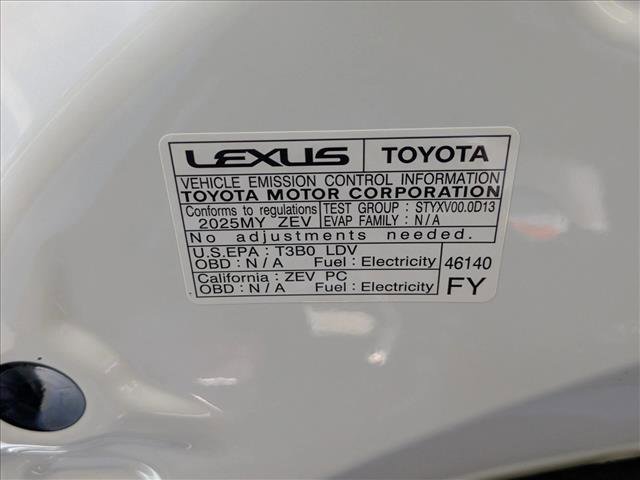 LEXUS TOYOTA
VEHICLE EMISSION CONTROL INFORMATION
TOYOTA MOTOR CORPORATION
Conforms to regulations TEST GROUP : STYXV00.0D13
2025MY ZEV EVAP FAMILY : N/A
No adjustments needed.
U.S.EPA : T3B0 LDV
OBD : N/A Fuel : Electricity 46140
California : ZEV PC
OBD : N/A Fuel : Electricity FY